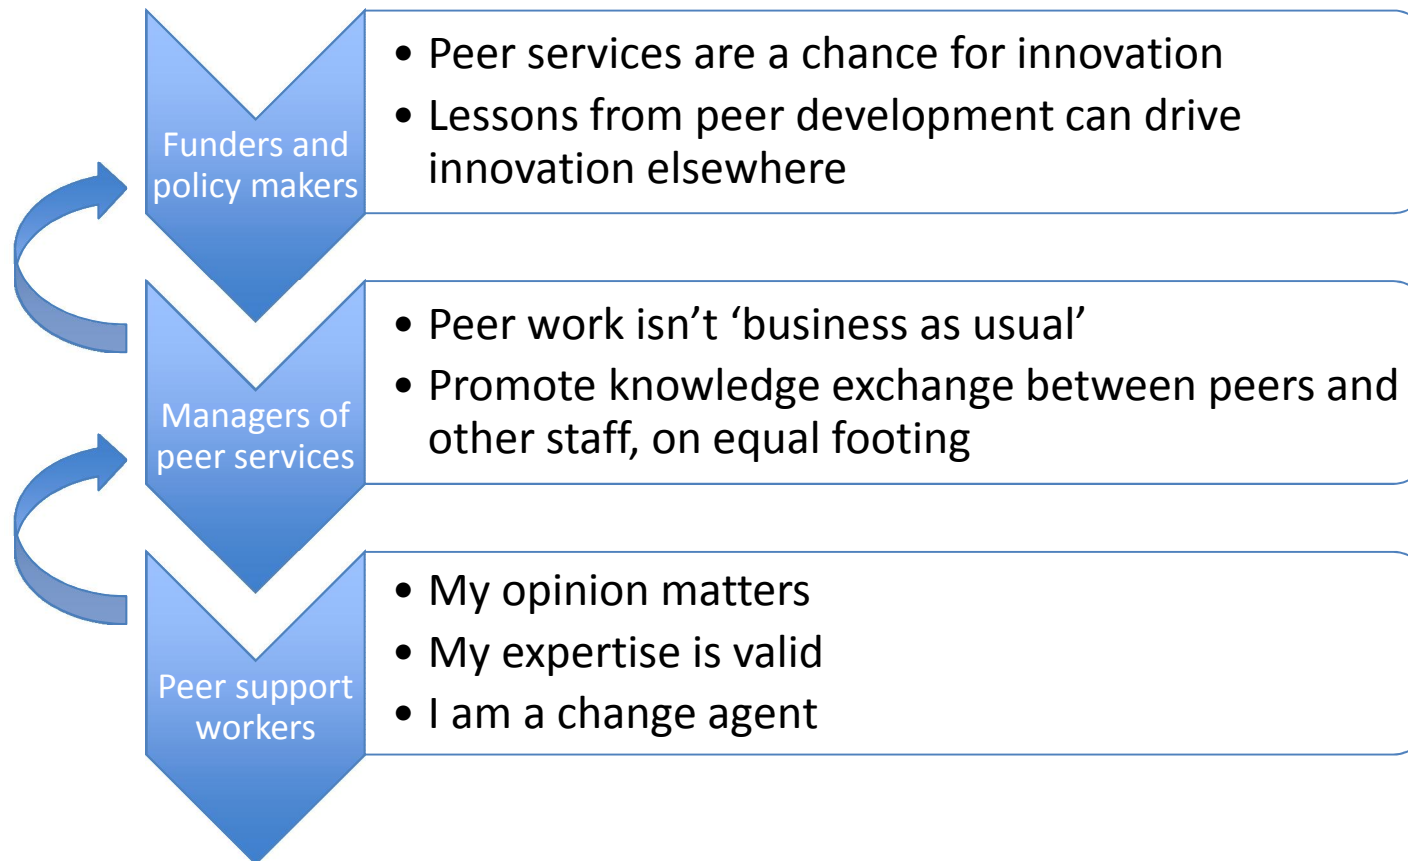 Funders and
policy makers
• Peer services are a chance for innovation
• Lessons from peer development can drive
innovation elsewhere
Managers of
peer services
• Peer work isn’t ‘business as usual’
• Promote knowledge exchange between peers and
other staff, on equal footing
Peer support
workers
• My opinion matters
• My expertise is valid
• I am a change agent